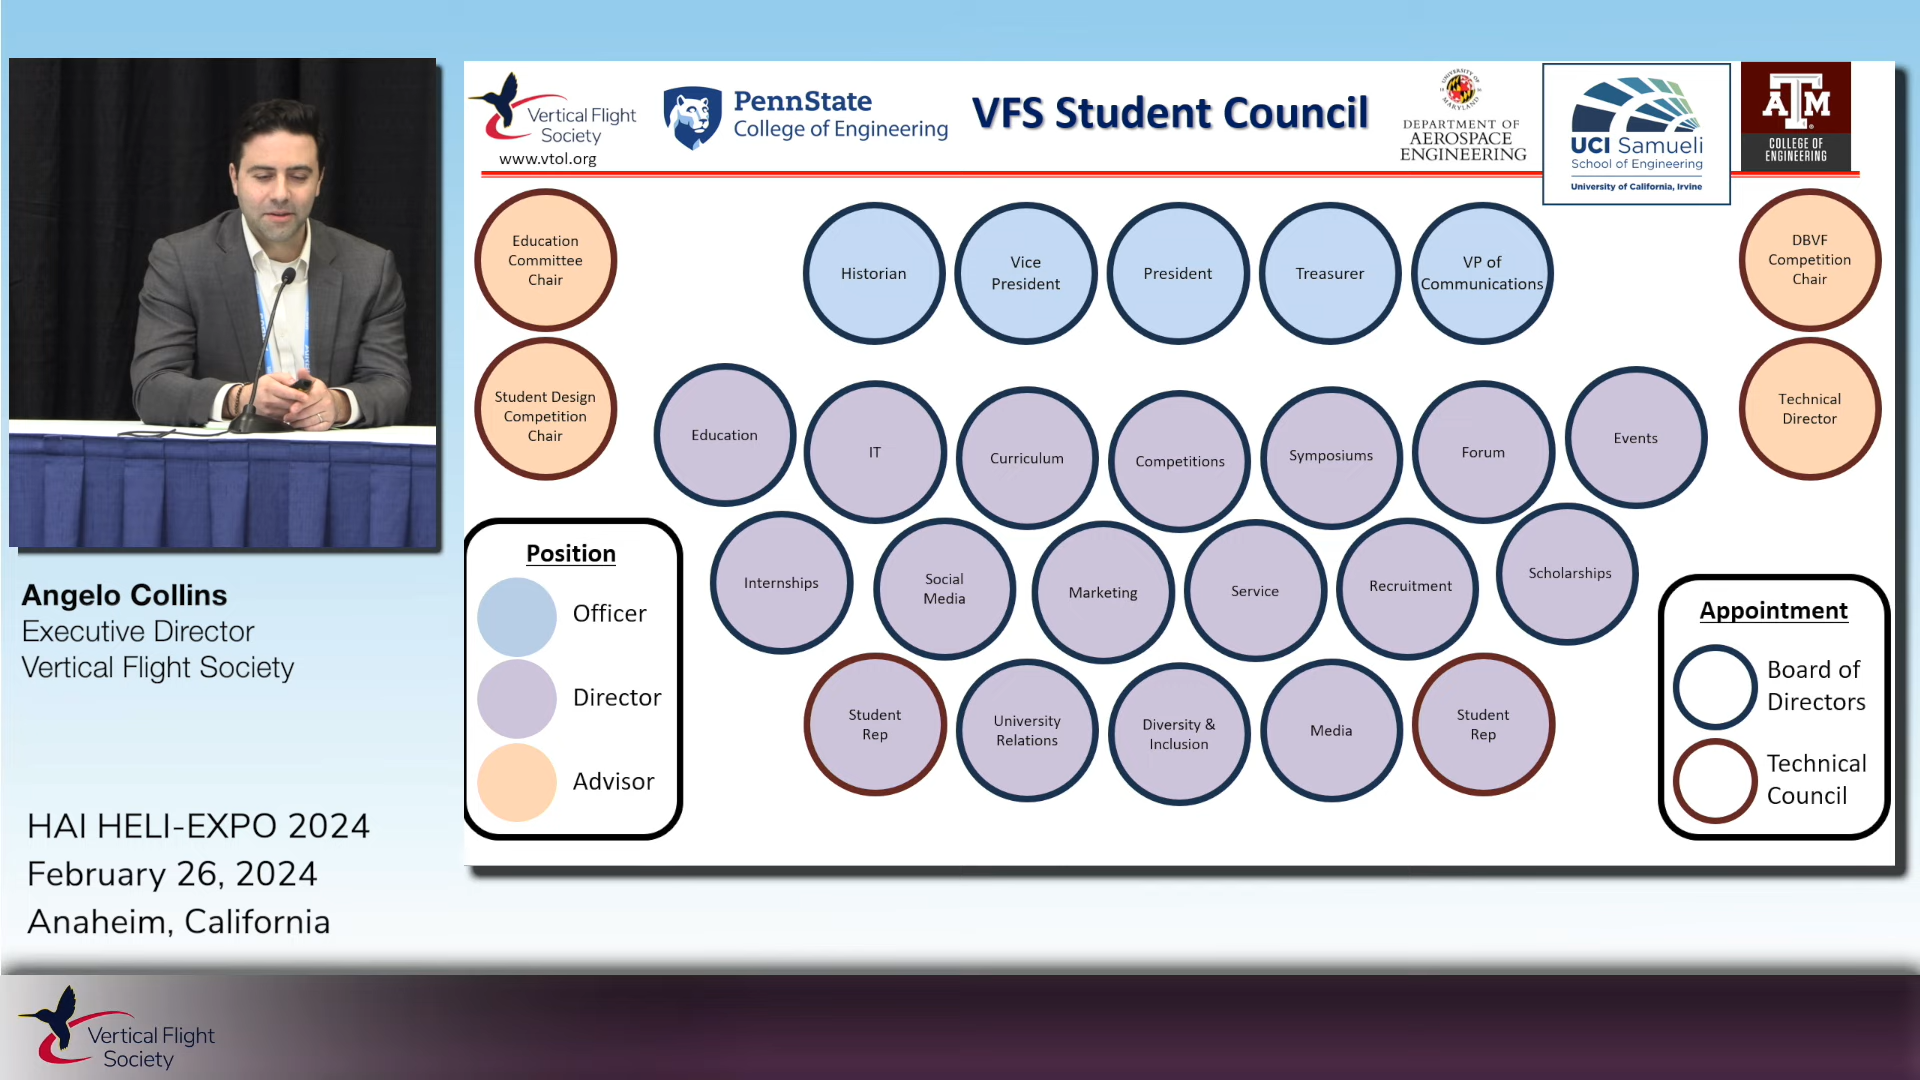 Vertical Flight
Society
www.vtol.org
PennState
College of Engineering
VFS Student Council
UNIVERSITY OF
MARYLAND
DEPARTMENT OF
AEROSPACE
ENGINEERING
UCI Samueli
School of Engineering
University of California, Irvine
ATM
COLLEGE OF
ENGINEERING
Education
Committee
Chair
Historian
Vice
President
President
Treasurer
VP of
Communications
DBVF
Competition
Chair
Student Design
Competition
Chair
Education
IT
Curriculum
Competitions
Symposiums
Forum
Events
Technical
Director
Internships
Social
Media
Marketing
Service
Recruitment
Scholarships
Student
Rep
University
Relations
Diversity &
Inclusion
Media
Student
Rep
Position
Officer
Director
Advisor
Appointment
Board of
Directors
Technical
Council
Angelo Collins
Executive Director
Vertical Flight Society
HAI HELI-EXPO 2024
February 26, 2024
Anaheim, California
Vertical Flight
Society